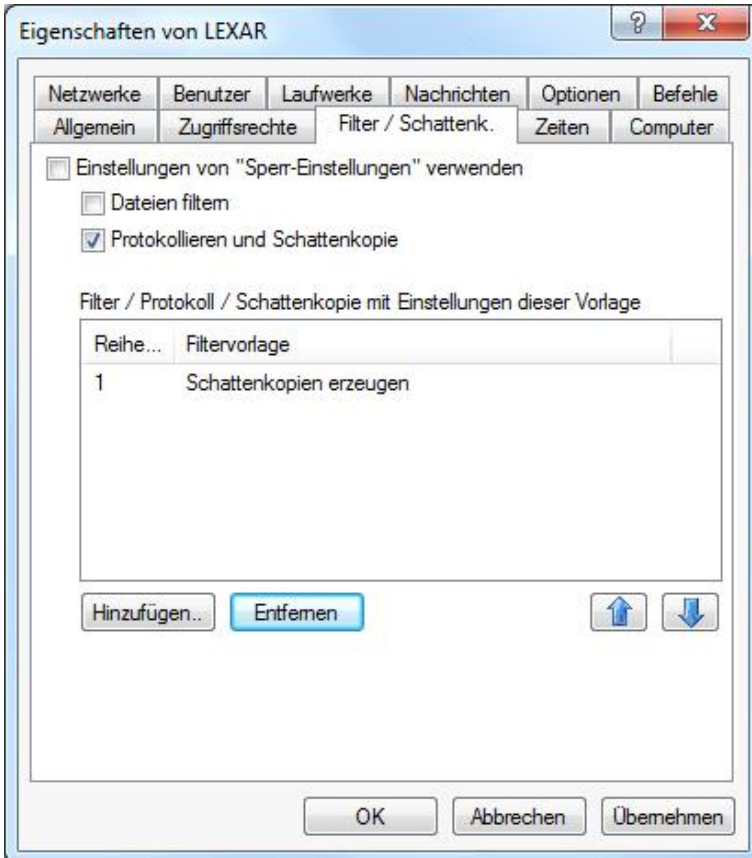 Eigenschaften von LEXAR
Netzwerke Benutzer Laufwerke Nachrichten Optionen Befehle
Allgemein Zugriffsrechte Filter / Schattenk. Zeiten Computer
Einstellungen von "Sperr-Einstellungen" verwenden
Dateien filtern
Protokollieren und Schattenkopie
Filter / Protokoll / Schattenkopie mit Einstellungen dieser Vorlage
Reihe... Filtervorlage
1 Schattenkopien erzeugen
Hinzufügen.. Entfernen
OK Abbrechen Übernehmen